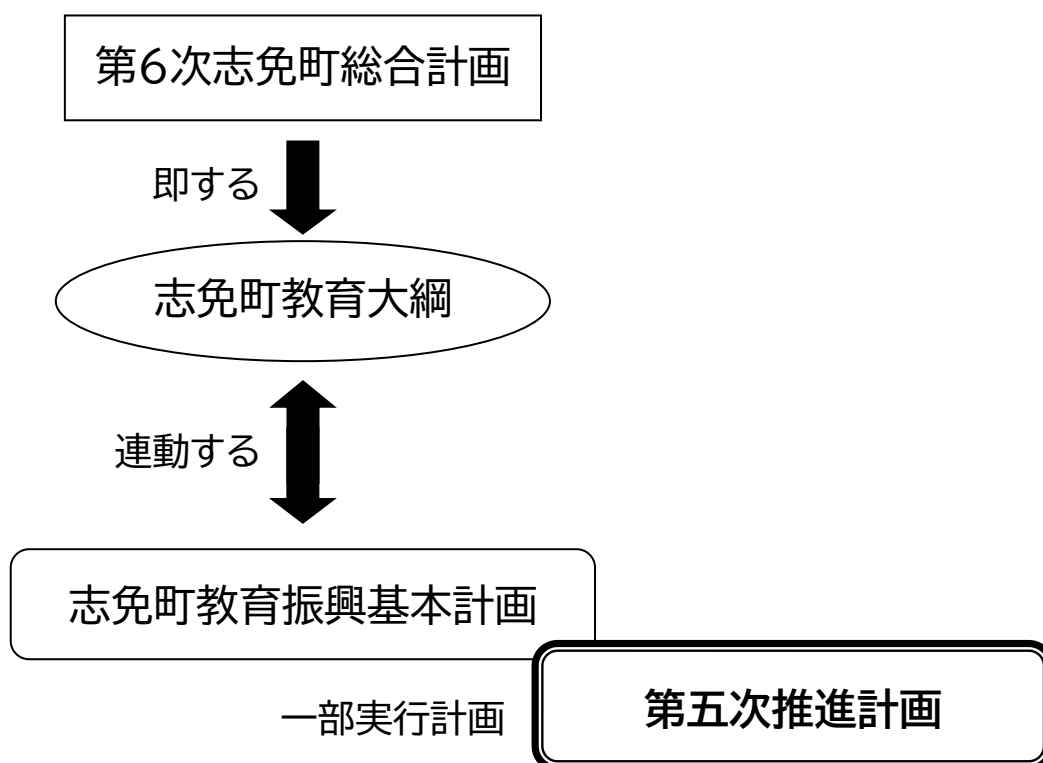 第6次志免町総合計画
即する
志免町教育大綱
連動する
志免町教育振興基本計画
第五次推進計画
一部実行計画